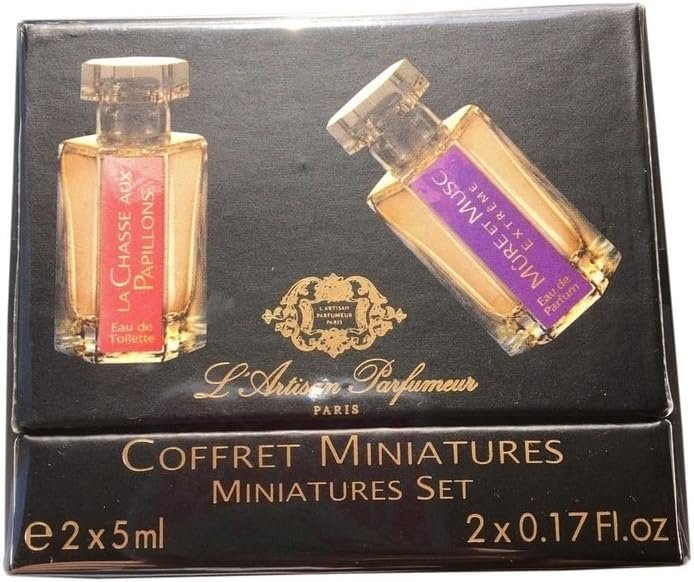 LA CHASSE AUX
PAPILLONS
Eau de
Toilette
MÛRE ET MUSC
EXTRÊME
Eau de
Parfum
L'ARTISAN
PARFUMEUR
PARIS
L'Artisan Parfumeur
PARIS
COFFRET MINIATURES
MINIATURES SET
e 2 x 5ml
2 x 0.17 Fl.oz